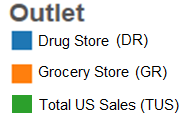 Outlet
Drug Store (DR)
Grocery Store (GR)
Total US Sales (TUS)